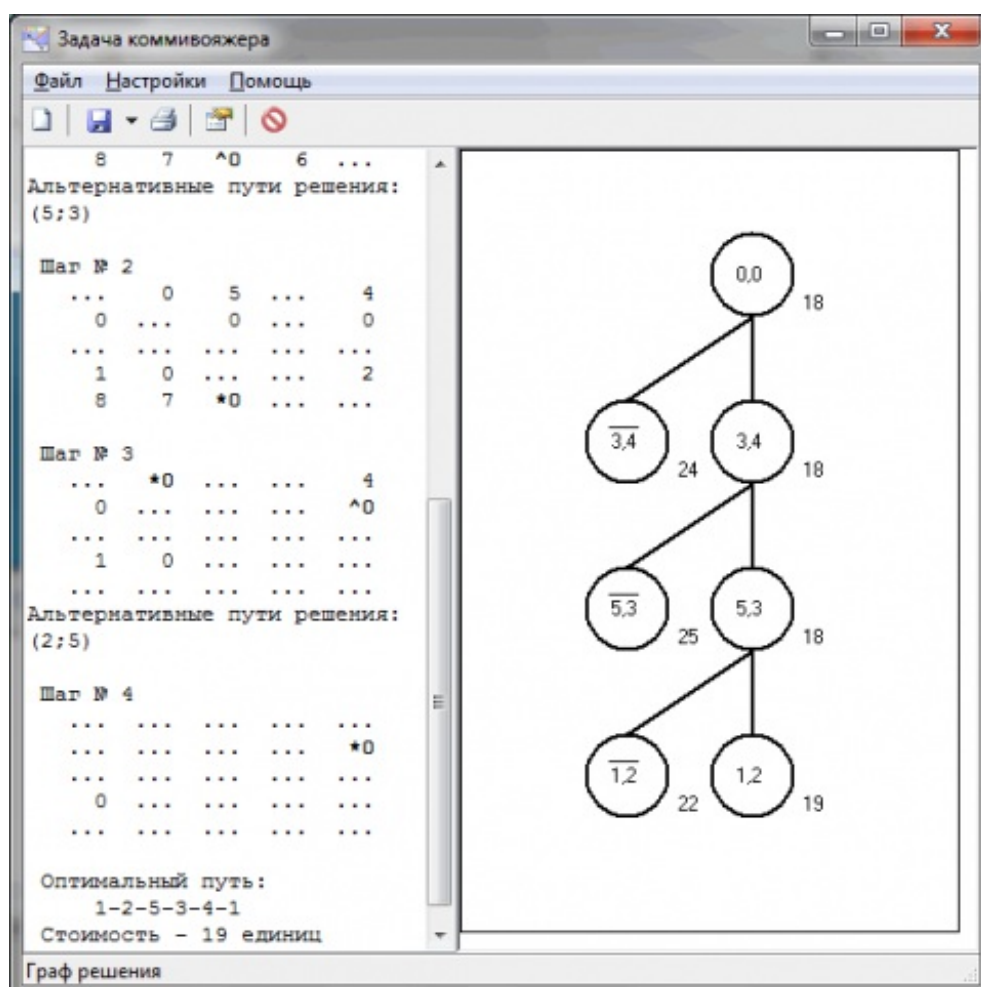 Задача коммивояжера
Файл Настройки Помощь
8 7 ^0 6 ...
Альтернативные пути решения:
(5;3)
Шаг № 2
... 0 5 ... 4
0 ... 0 ... 0
... ... ... ... ...
1 0 ... ... 2
8 7 *0 ... ...
Шаг № 3
... *0 ... ... 4
0 ... ... ... ^0
... ... ... ... ...
1 0 ... ... ...
... ... ... ... ...
Альтернативные пути решения:
(2;5)
Шаг № 4
... ... ... ... ...
... ... ... ... *0
... ... ... ... ...
0 ... ... ... ...
... ... ... ... ...
Оптимальный путь:
1-2-5-3-4-1
Стоимость - 19 единиц
0,0
18
3,4
24
3,4
18
5,3
25
5,3
18
1,2
22
1,2
19
Граф решения